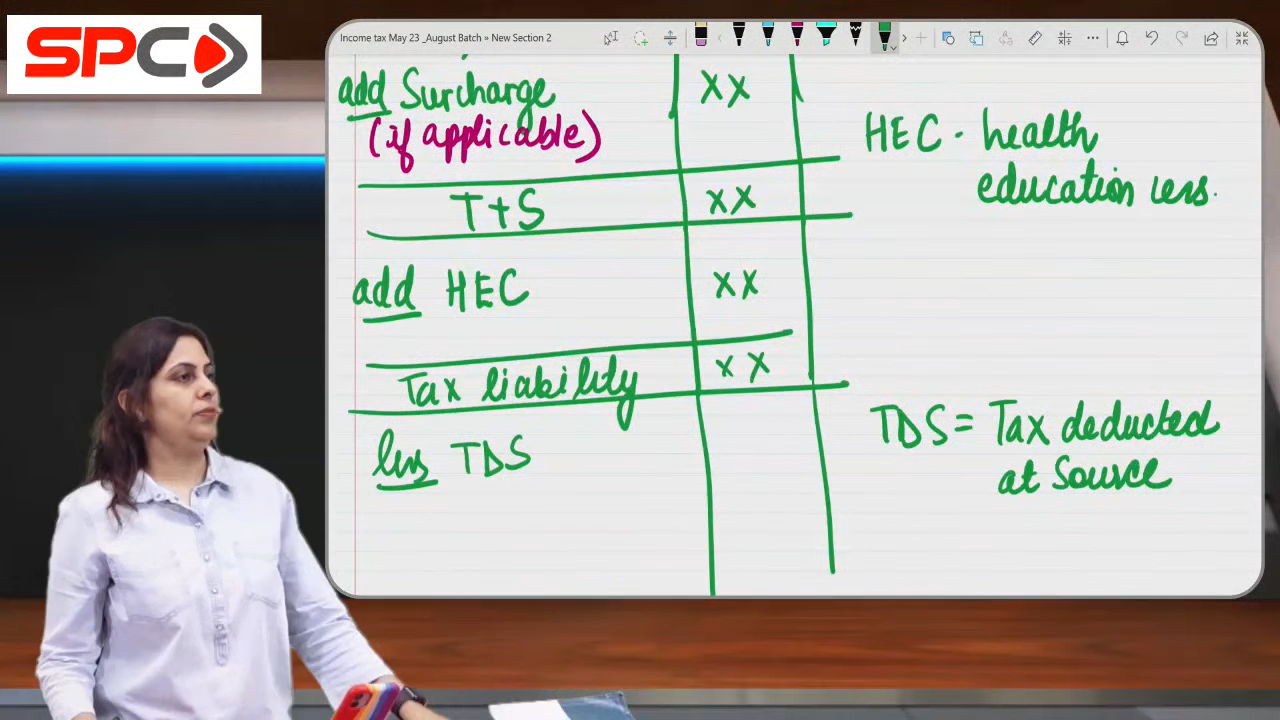 SPC
Income tax May 23 _August Batch » New Section 2
add Surcharge XX
(if applicable)
T+S XX
add HEC XX
Tax liability XX
less TDS
HEC - health
education cess.
TDS = Tax deducted
at Source